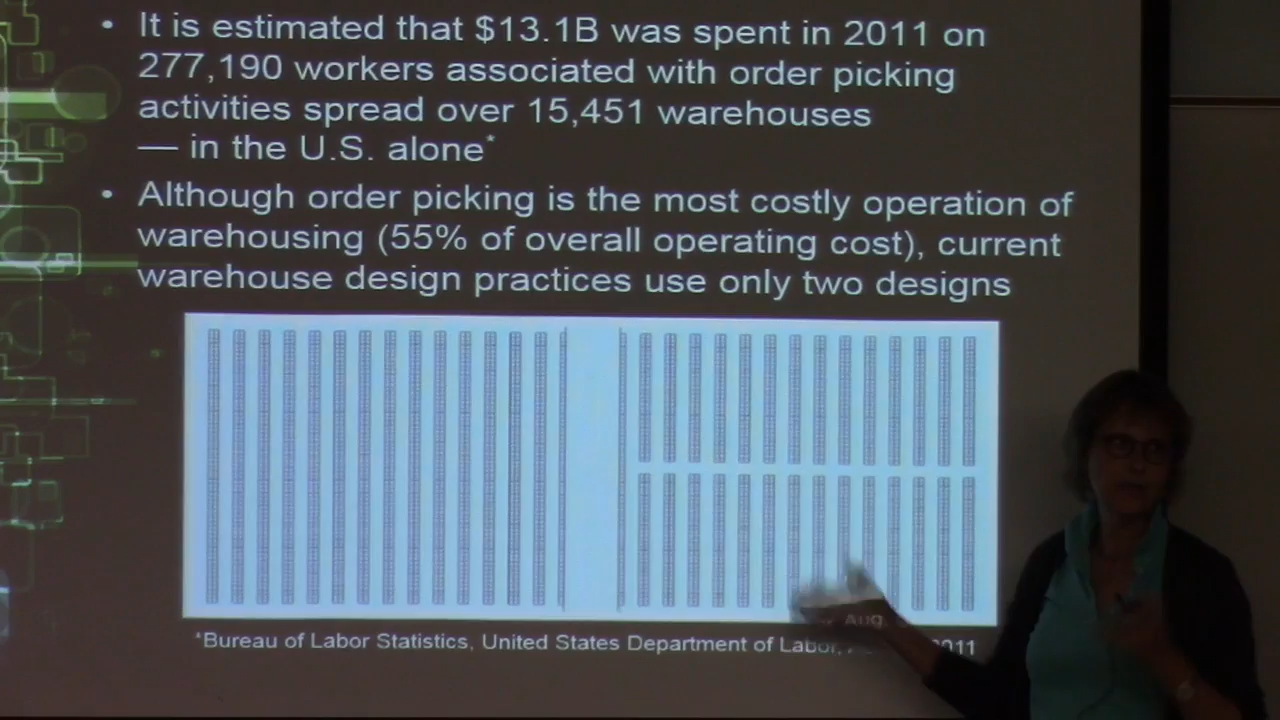 • It is estimated that $13.1B was spent in 2011 on
277,190 workers associated with order picking
activities spread over 15,451 warehouses
— in the U.S. alone*
• Although order picking is the most costly operation of
warehousing (55% of overall operating cost), current
warehouse design practices use only two designs
*Bureau of Labor Statistics, United States Department of Labor, Aug. 2011